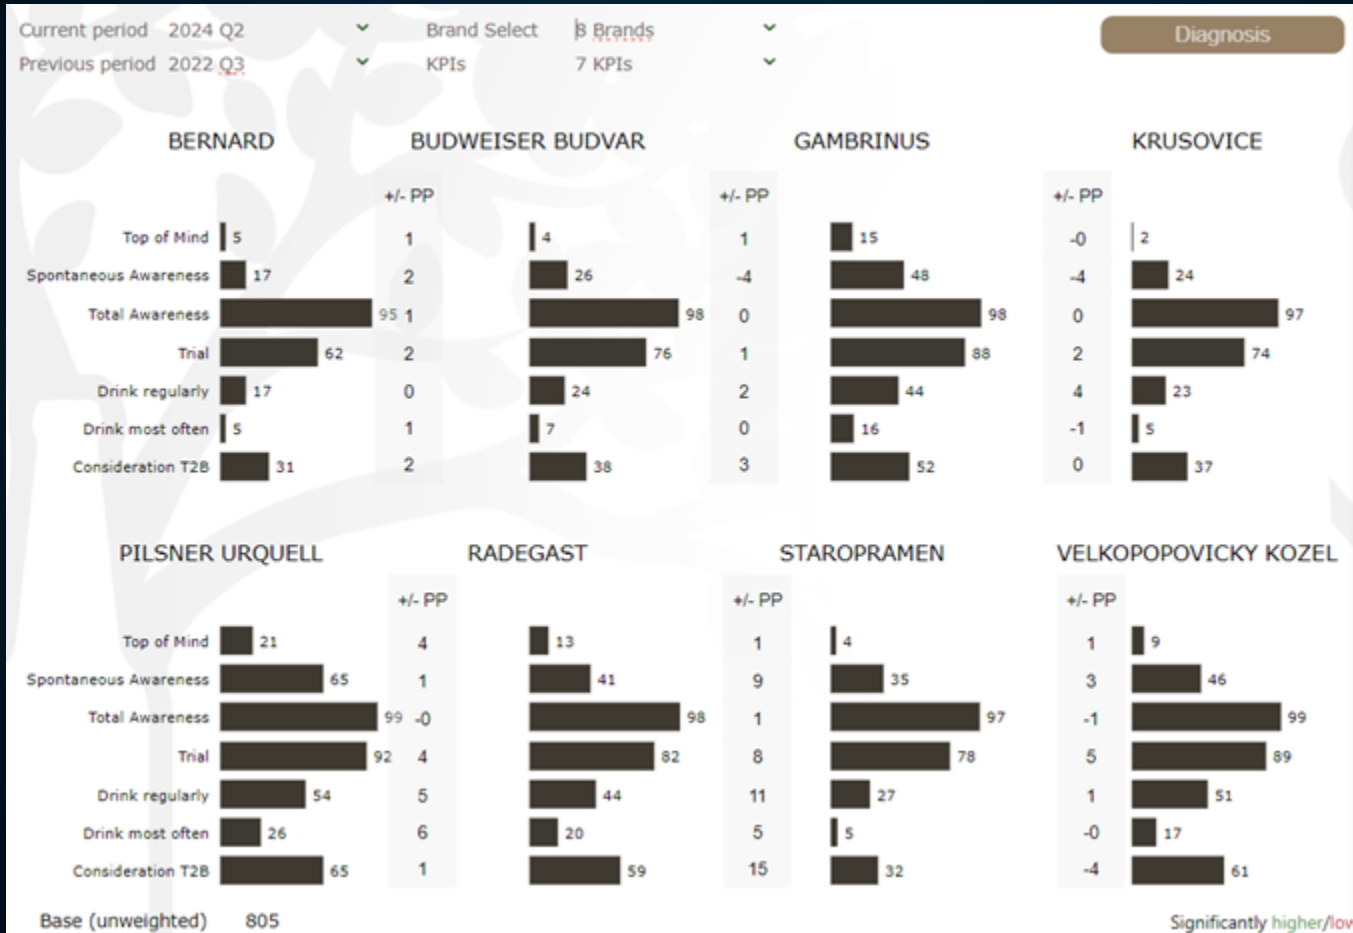 Current period 2024 Q2 Brand Select 8 Brands Diagnosis
Previous period 2022 Q3 KPIs 7 KPIs
BERNARD BUDWEISER BUDVAR GAMBRINUS KRUSOVICE
+/- PP +/- PP +/- PP
Top of Mind 5 1 4 1 15 -0 2
Spontaneous Awareness 17 2 26 -4 48 -4 24
Total Awareness 95 1 98 0 98 0 97
Trial 62 2 76 1 88 2 74
Drink regularly 17 0 24 2 44 4 23
Drink most often 5 1 7 0 16 -1 5
Consideration T2B 31 2 38 3 52 0 37
PILSNER URQUELL RADEGAST STAROPRAMEN VELKOPOPOVICKY KOZEL
+/- PP +/- PP +/- PP
Top of Mind 21 4 13 1 4 1 9
Spontaneous Awareness 65 1 41 9 35 3 46
Total Awareness 99 -0 98 1 97 -1 99
Trial 92 4 82 8 78 5 89
Drink regularly 54 5 44 11 27 1 51
Drink most often 26 6 20 5 5 -0 17
Consideration T2B 65 1 59 15 32 -4 61
Base (unweighted) 805 Significantly higher/low